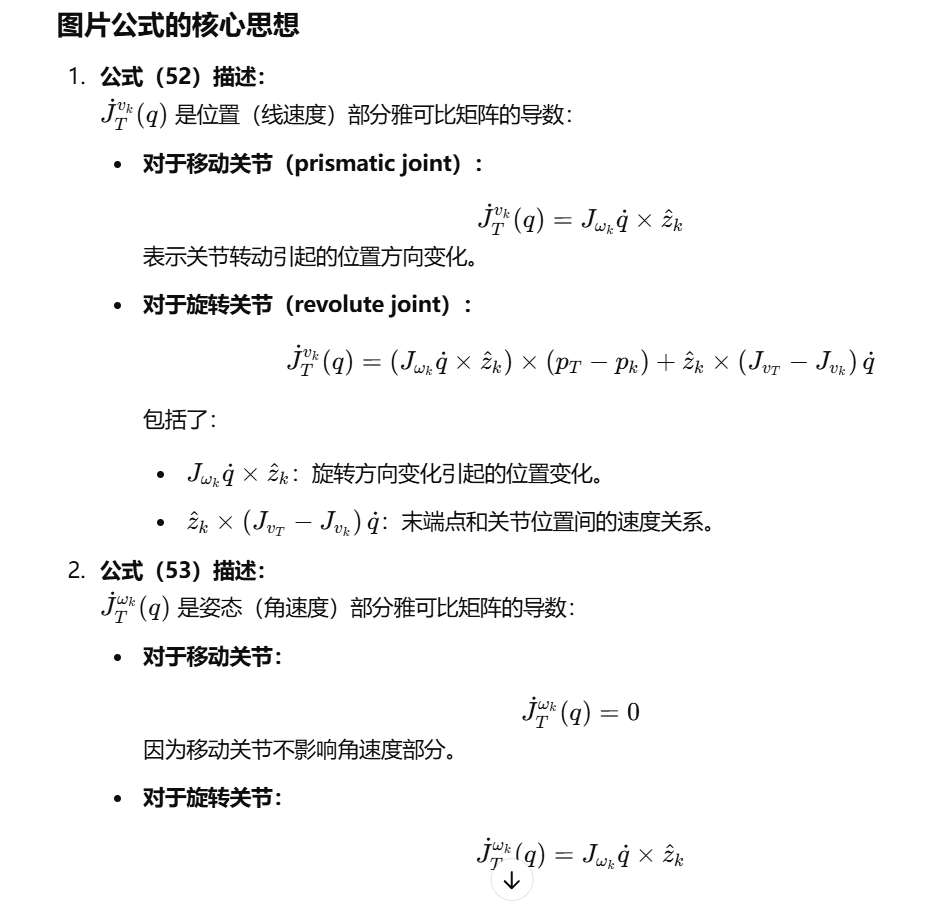 图片公式的核心思想
1. 公式（52）描述：
$\dot{J}_T^{v_k}(q)$ 是位置（线速度）部分雅可比矩阵的导数：
• 对于移动关节（prismatic joint）：
$\dot{J}_T^{v_k}(q) = J_{\omega_k}\dot{q} \times \hat{z}_k$
表示关节转动引起的位置方向变化。
• 对于旋转关节（revolute joint）：
$\dot{J}_T^{v_k}(q) = (J_{\omega_k}\dot{q} \times \hat{z}_k) \times (p_T - p_k) + \hat{z}_k \times (J_{v_T} - J_{v_k})\dot{q}$
包括了：
• $J_{\omega_k}\dot{q} \times \hat{z}_k$：旋转方向变化引起的位置变化。
• $\hat{z}_k \times (J_{v_T} - J_{v_k})\dot{q}$：末端点和关节位置间的速度关系。
2. 公式（53）描述：
$\dot{J}_T^{\omega_k}(q)$ 是姿态（角速度）部分雅可比矩阵的导数：
• 对于移动关节：
$\dot{J}_T^{\omega_k}(q) = 0$
因为移动关节不影响角速度部分。
• 对于旋转关节：
$\dot{J}_T^{\omega_k}(q) = J_{\omega_k}\dot{q} \times \hat{z}_k$